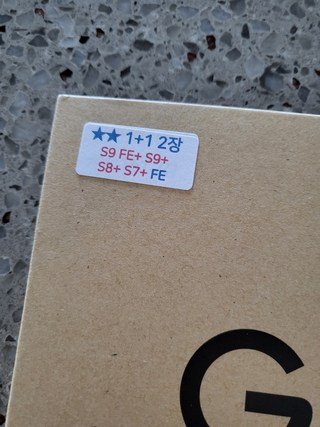 ★★ 1+1 2장
S9 FE+ S9+
S8+ S7+ FE
G